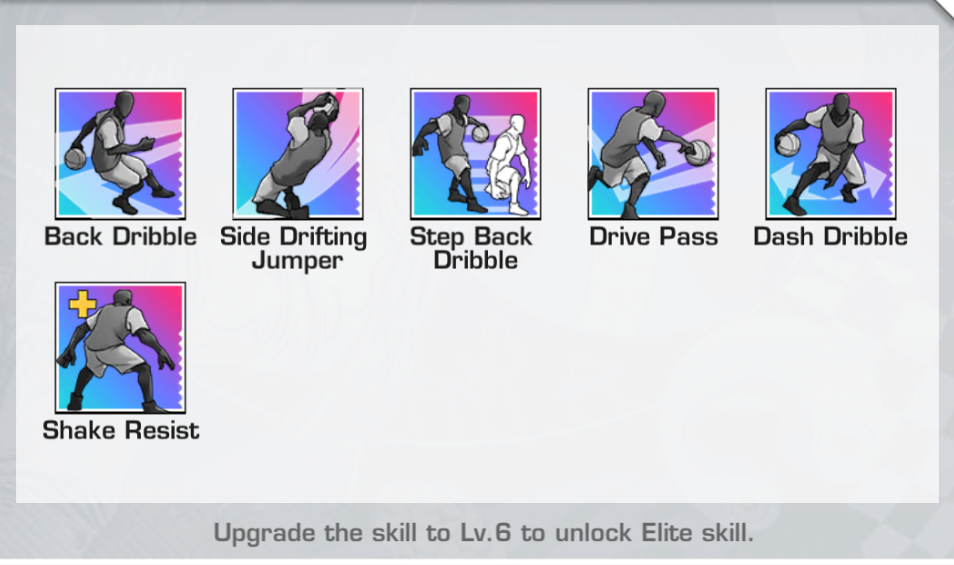 Back Dribble
Side Drifting
Jumper
Step Back
Dribble
Drive Pass
Dash Dribble
Shake Resist
Upgrade the skill to Lv.6 to unlock Elite skill.